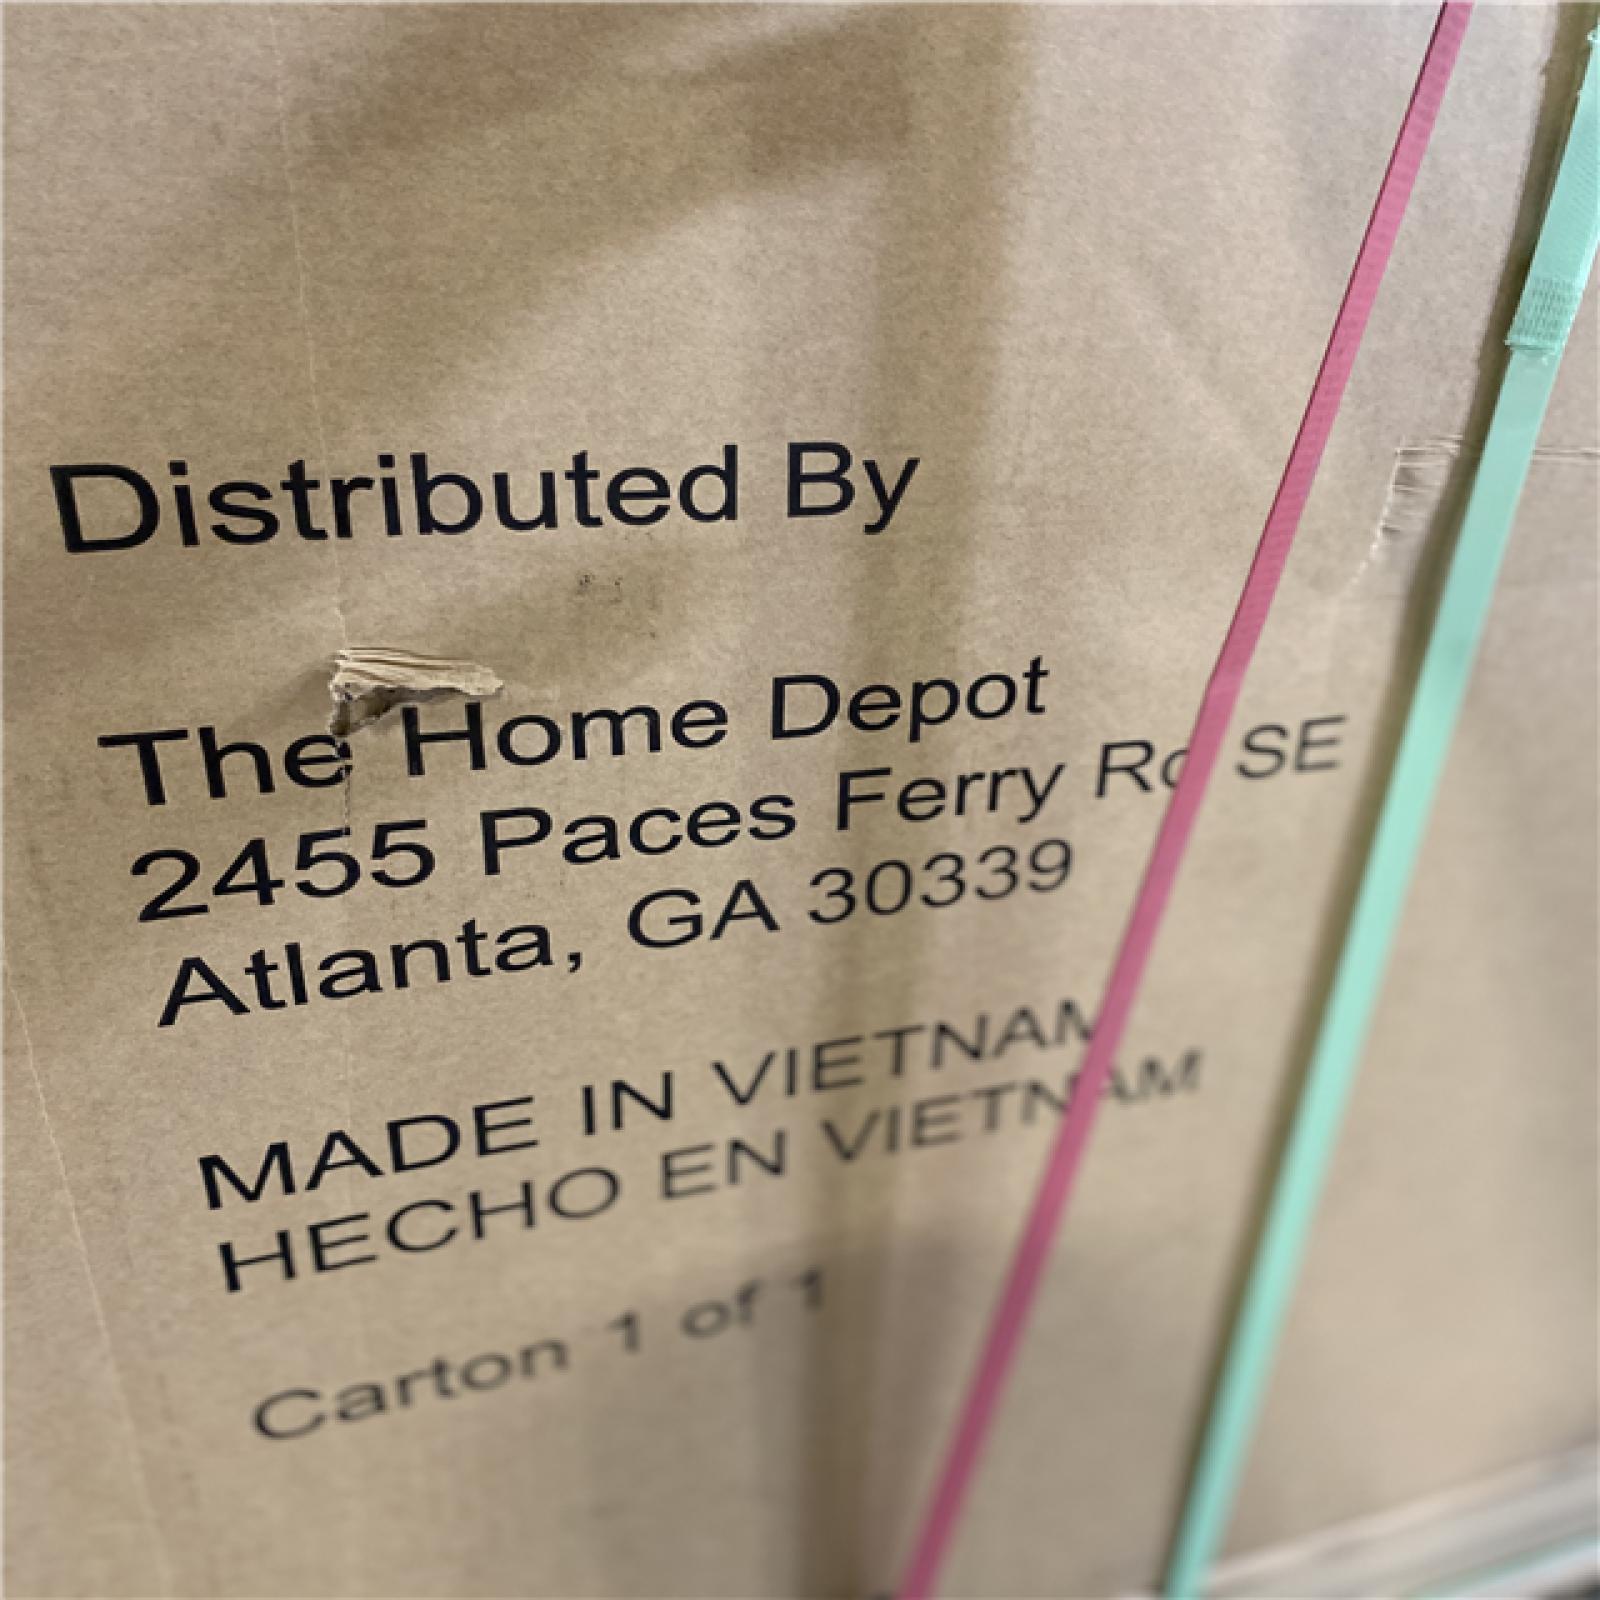 Distributed By
The Home Depot
2455 Paces Ferry Rd SE
Atlanta, GA 30339
MADE IN VIETNAM
HECHO EN VIETNAM
Carton 1 of 1